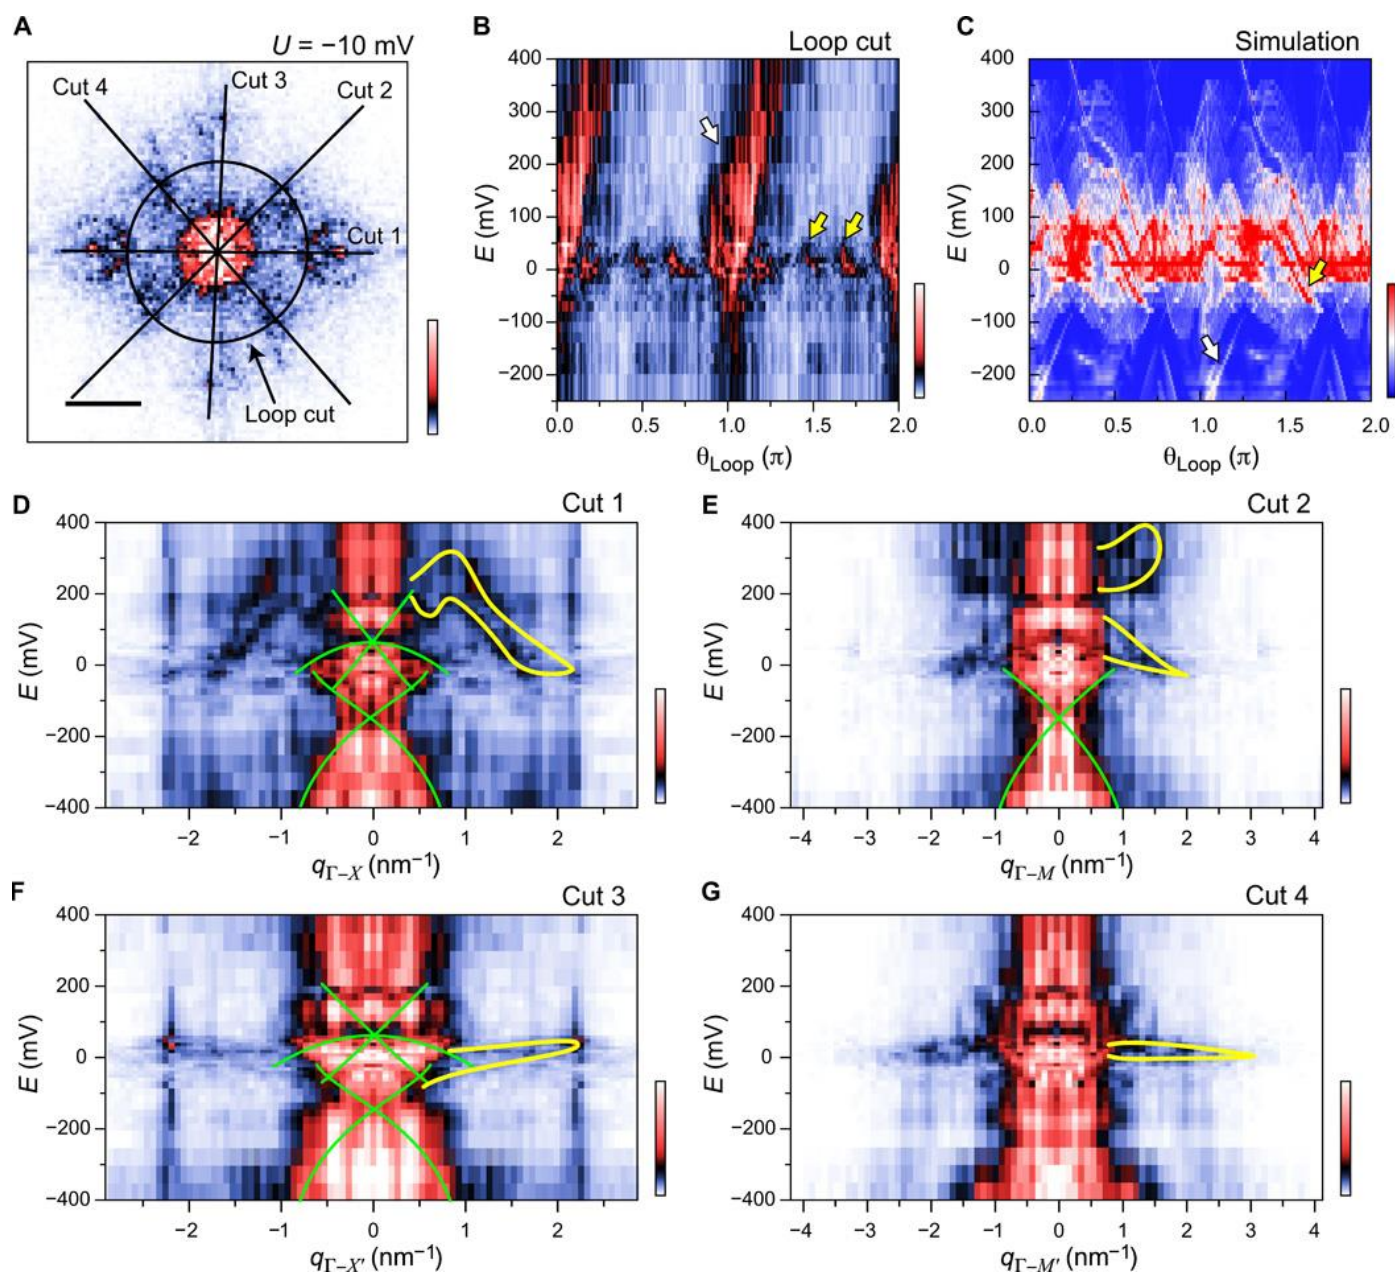 A
U = −10 mV
Cut 4
Cut 3
Cut 2
Cut 1
Loop cut
B
Loop cut
400
300
200
100
0
−100
−200
E (mV)
0.0 0.5 1.0 1.5 2.0
θLoop (π)
C
Simulation
400
300
200
100
0
−100
−200
E (mV)
0.0 0.5 1.0 1.5 2.0
θLoop (π)
D
Cut 1
400
200
0
−200
−400
E (mV)
−2 −1 0 1 2
qΓ−X (nm⁻¹)
E
Cut 2
400
200
0
−200
−400
E (mV)
−4 −3 −2 −1 0 1 2 3 4
qΓ−M (nm⁻¹)
F
Cut 3
400
200
0
−200
−400
E (mV)
−2 −1 0 1 2
qΓ−X′ (nm⁻¹)
G
Cut 4
400
200
0
−200
−400
E (mV)
−4 −3 −2 −1 0 1 2 3 4
qΓ−M′ (nm⁻¹)